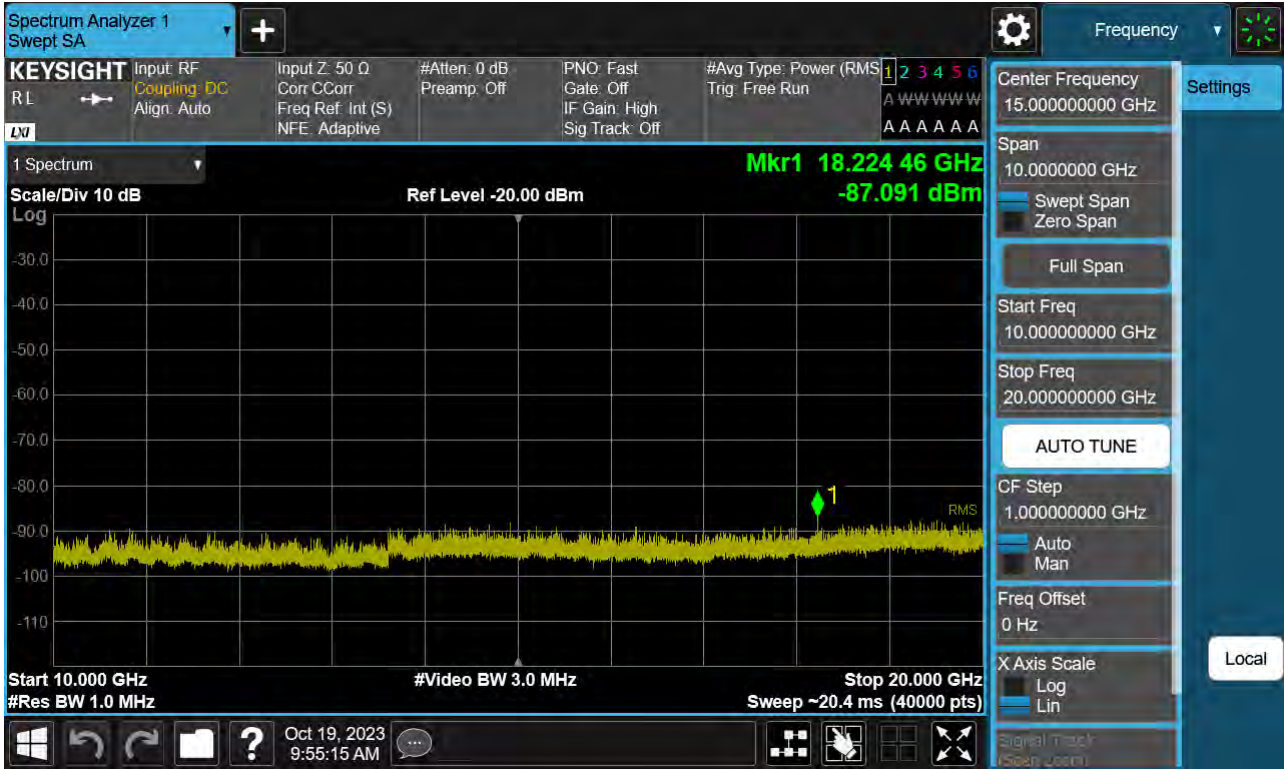 Spectrum Analyzer 1
Swept SA
+
Frequency
KEYSIGHT
RL
LXI
Input: RF
Coupling: DC
Align: Auto
Input Z: 50 Ω
Corr CCorr
Freq Ref: Int (S)
NFE: Adaptive
#Atten: 0 dB
Preamp: Off
PNO: Fast
Gate: Off
IF Gain: High
Sig Track: Off
#Avg Type: Power (RMS
Trig: Free Run
1 2 3 4 5 6
A W W W W W
A A A A A A
1 Spectrum
Scale/Div 10 dB
Log
Ref Level -20.00 dBm
Mkr1 18.224 46 GHz
-87.091 dBm
-30.0
-40.0
-50.0
-60.0
-70.0
-80.0
-90.0
-100
-110
1
RMS
Start 10.000 GHz
#Res BW 1.0 MHz
#Video BW 3.0 MHz
Stop 20.000 GHz
Sweep ~20.4 ms (40000 pts)
Center Frequency
15.000000000 GHz
Span
10.0000000 GHz
Swept Span
Zero Span
Full Span
Start Freq
10.000000000 GHz
Stop Freq
20.000000000 GHz
AUTO TUNE
CF Step
1.000000000 GHz
Auto
Man
Freq Offset
0 Hz
X Axis Scale
Log
Lin
Signal Track
(Span Zoom)
Settings
Local
?
Oct 19, 2023
9:55:15 AM